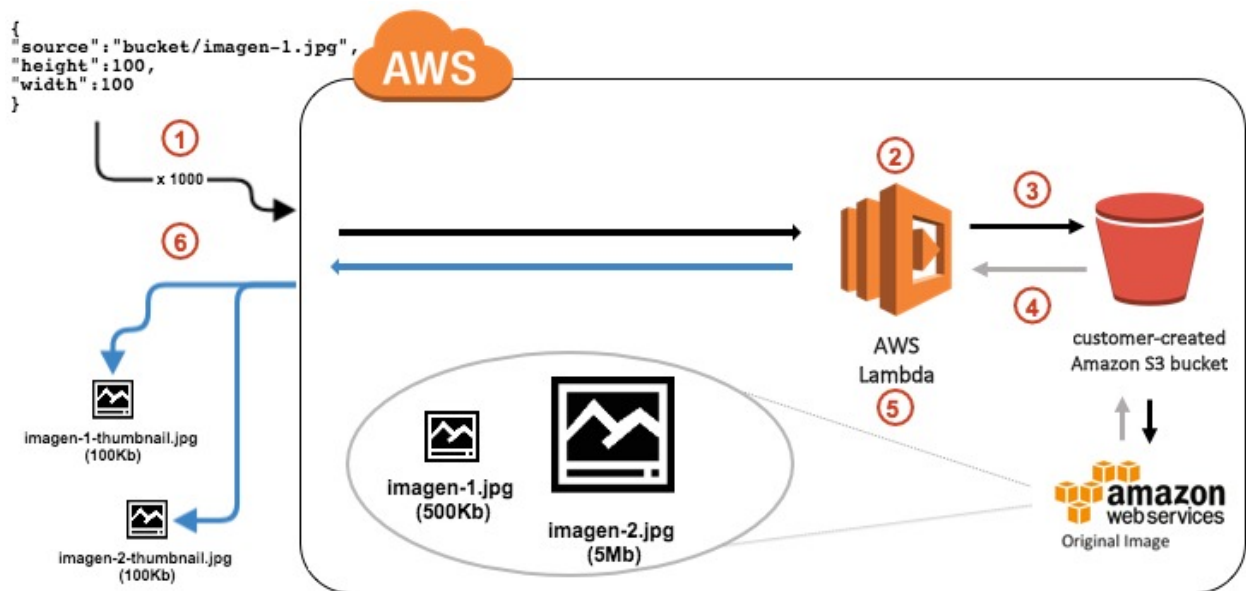 {
"source":"bucket/imagen-1.jpg",
"height":100,
"width":100
}
AWS
1
x 1000
2
3
6
4
AWS
Lambda
5
customer-created
Amazon S3 bucket
imagen-1-thumbnail.jpg
(100Kb)
imagen-2-thumbnail.jpg
(100Kb)
imagen-1.jpg
(500Kb)
imagen-2.jpg
(5Mb)
amazon
webservices
Original Image